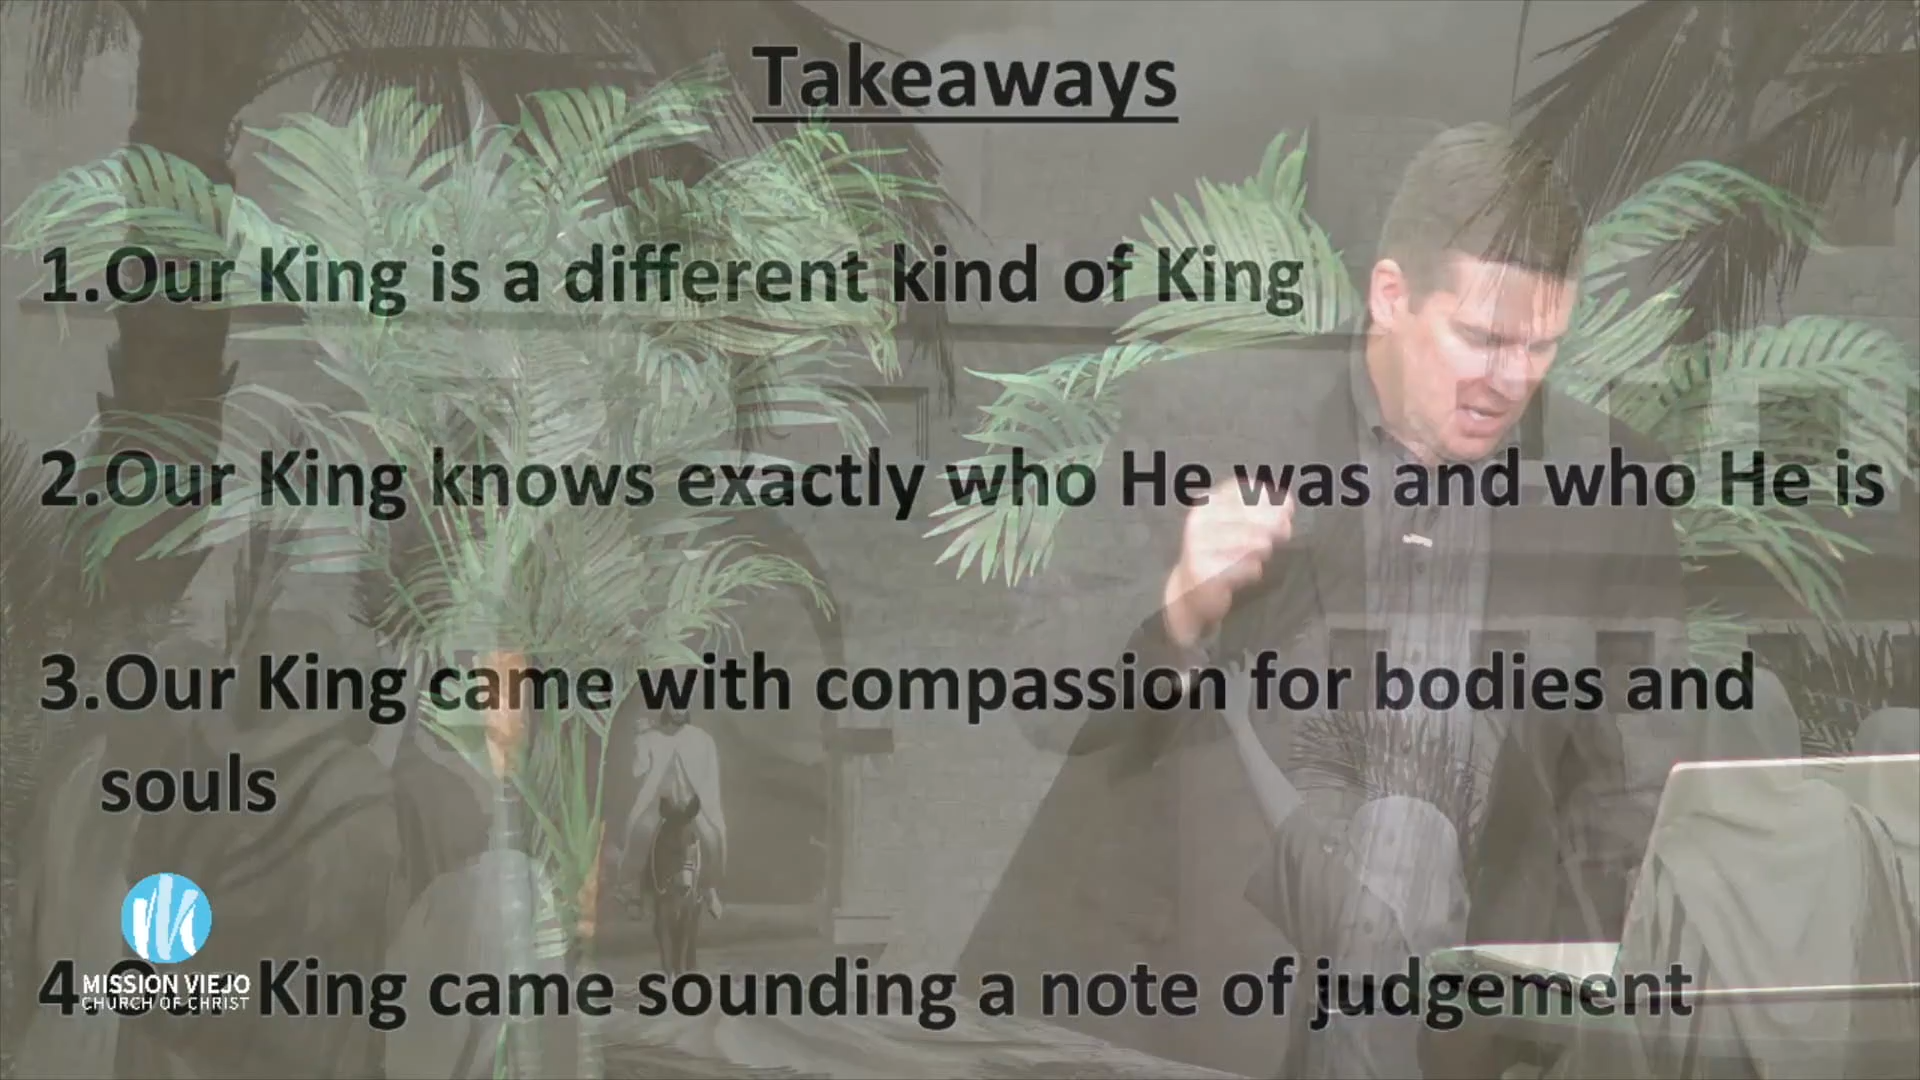 Takeaways
1.Our King is a different kind of King
2.Our King knows exactly who He was and who He is
3.Our King came with compassion for bodies and
souls
4.Our King came sounding a note of judgement
MISSION VIEJO
CHURCH OF CHRIST